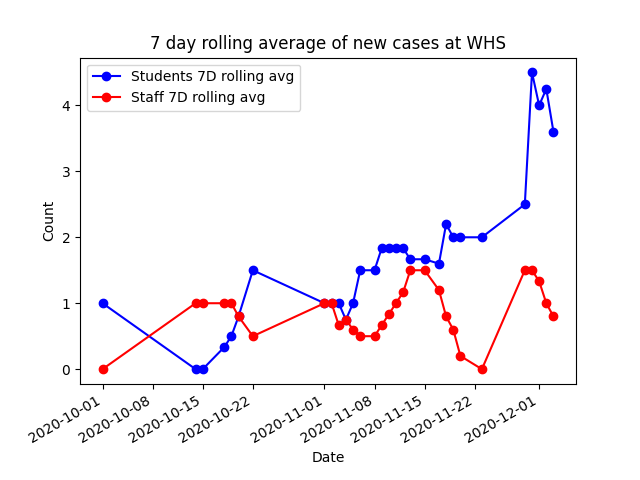 7 day rolling average of new cases at WHS
Students 7D rolling avg
Staff 7D rolling avg
Count
4
3
2
1
0
2020-10-01
2020-10-08
2020-10-15
2020-10-22
2020-11-01
2020-11-08
2020-11-15
2020-11-22
2020-12-01
Date